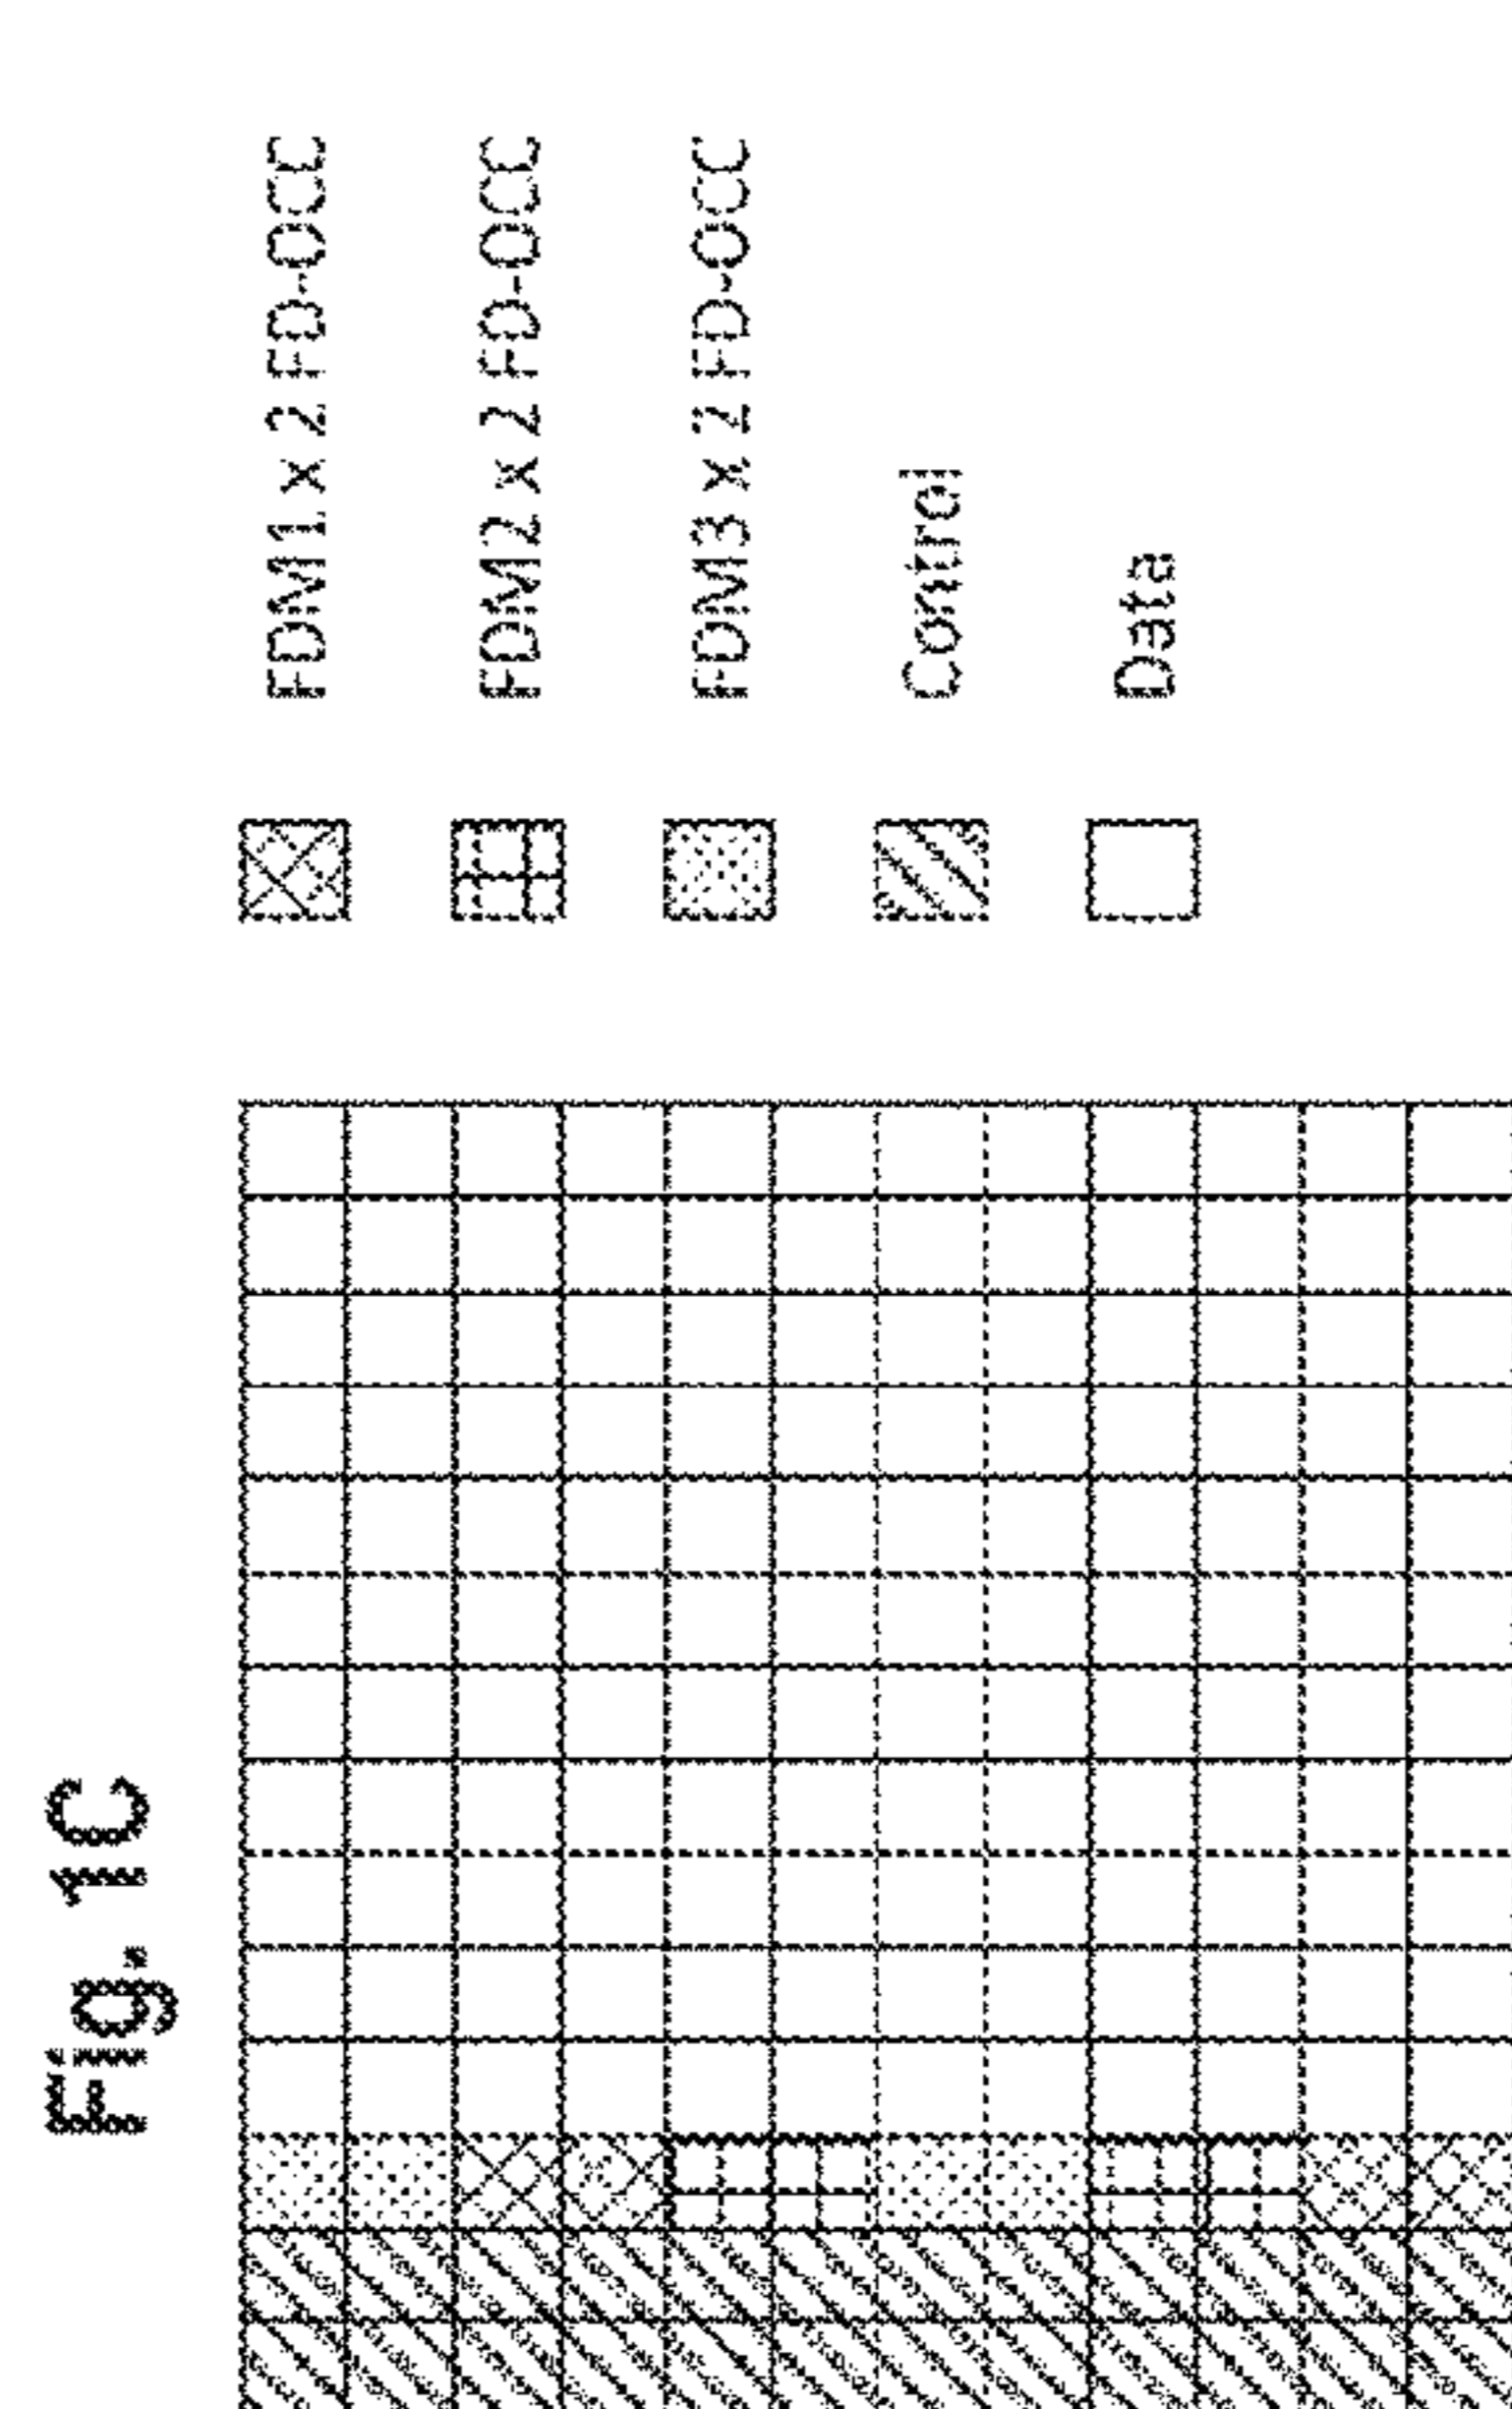 Fig. 1C
FDM1 x 2 FD-OCC
FDM2 x 2 FD-OCC
FDM3 x 2 FD-OCC
Control
Data